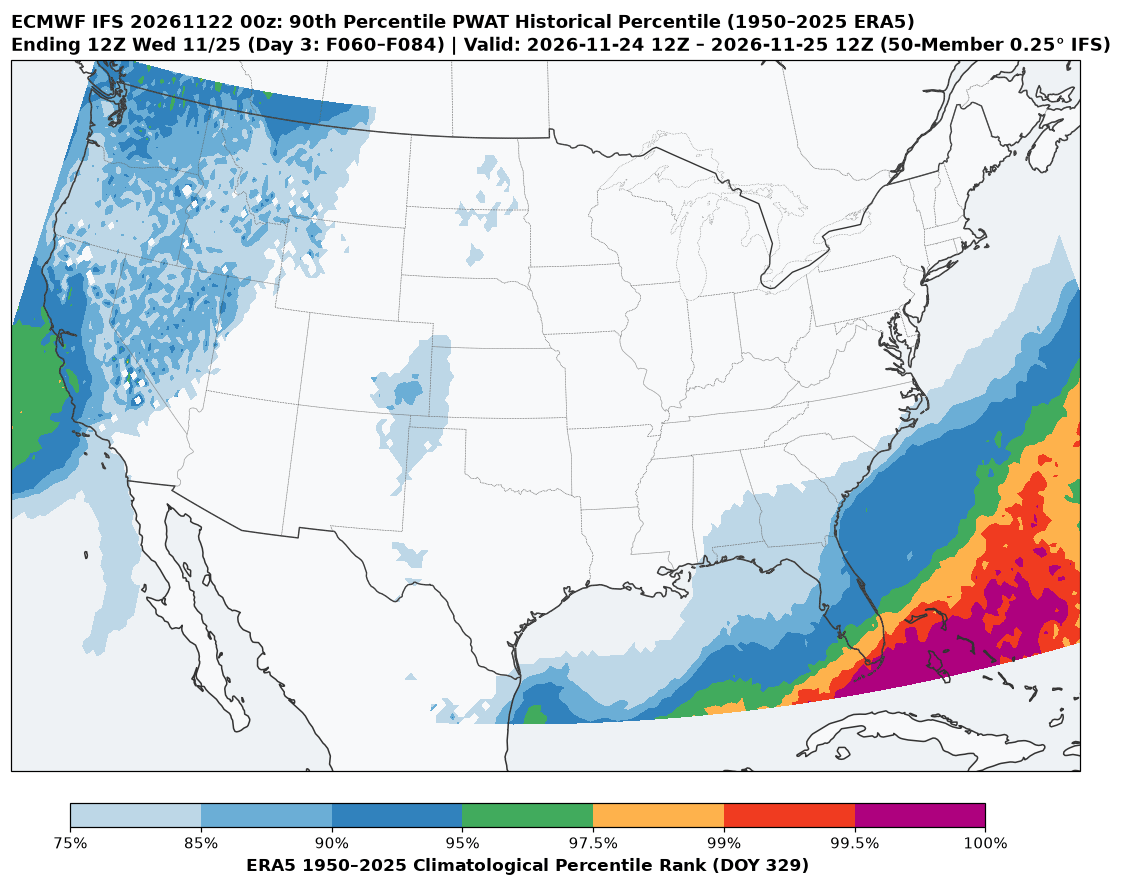 ECMWF IFS 20261122 00z: 90th Percentile PWAT Historical Percentile (1950–2025 ERA5)
Ending 12Z Wed 11/25 (Day 3: F060–F084) | Valid: 2026-11-24 12Z – 2026-11-25 12Z (50-Member 0.25° IFS)
75% 85% 90% 95% 97.5% 99% 99.5% 100%
ERA5 1950–2025 Climatological Percentile Rank (DOY 329)